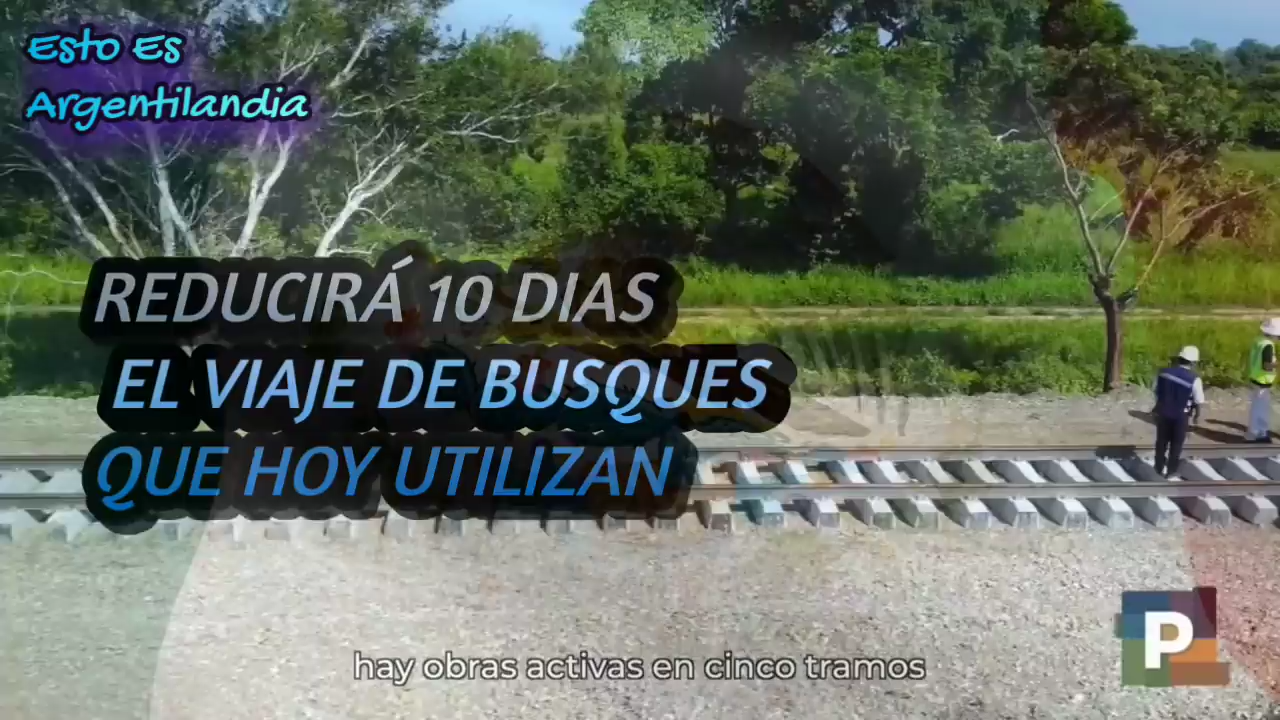 Esto Es
Argentilandia
REDUCIRÁ 10 DIAS
EL VIAJE DE BUSQUES
QUE HOY UTILIZAN
P
hay obras activas en cinco tramos